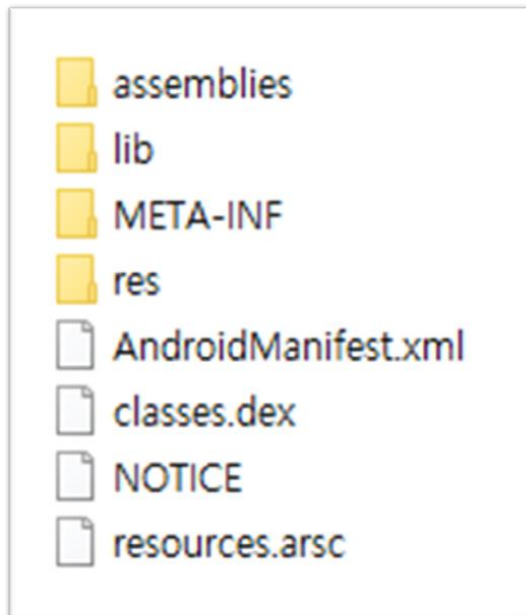 assemblies
lib
META-INF
res
AndroidManifest.xml
classes.dex
NOTICE
resources.arsc